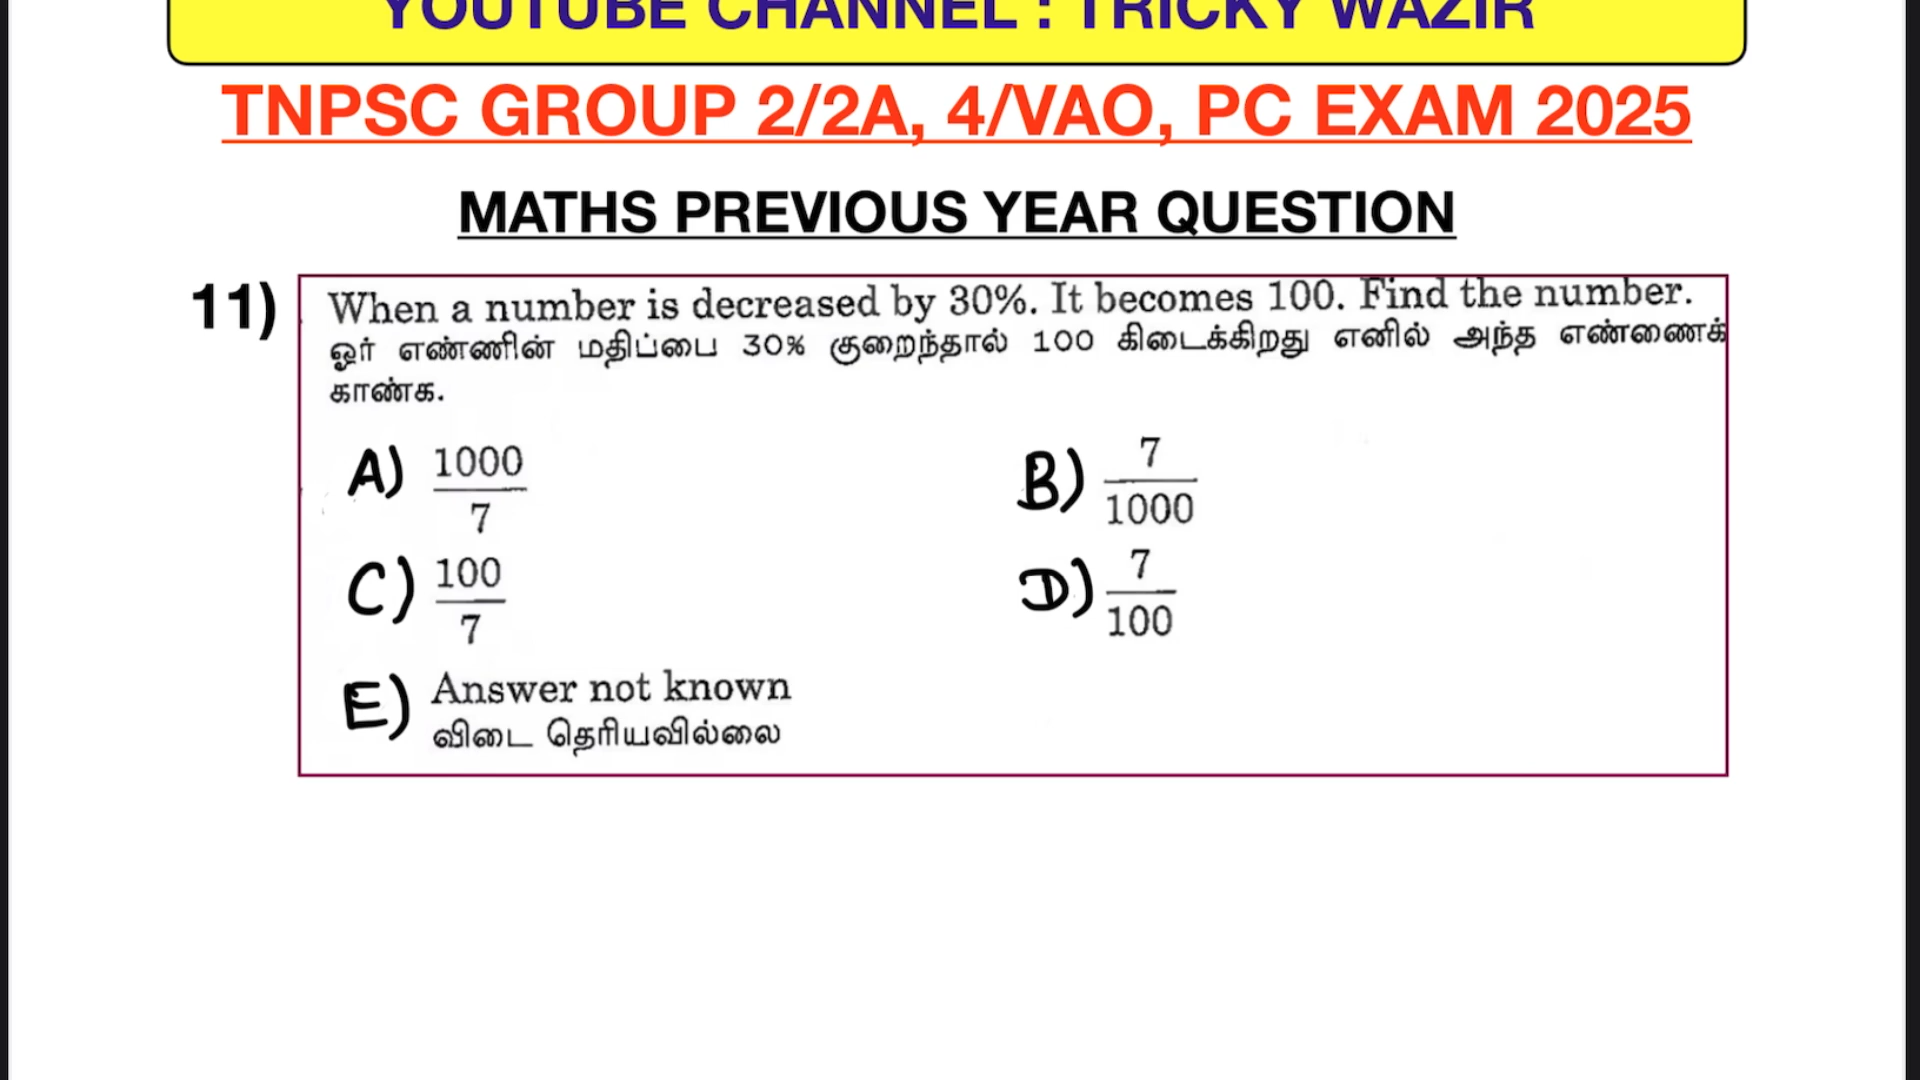 YOUTUBE CHANNEL : TRICKY WAZIR
TNPSC GROUP 2/2A, 4/VAO, PC EXAM 2025
MATHS PREVIOUS YEAR QUESTION
11) When a number is decreased by 30%. It becomes 100. Find the number.
ஓர் எண்ணின் மதிப்பை 30% குறைந்தால் 100 கிடைக்கிறது எனில் அந்த எண்ணைக்
காண்க.
A) 1000/7 B) 7/1000
C) 100/7 D) 7/100
E) Answer not known
விடை தெரியவில்லை